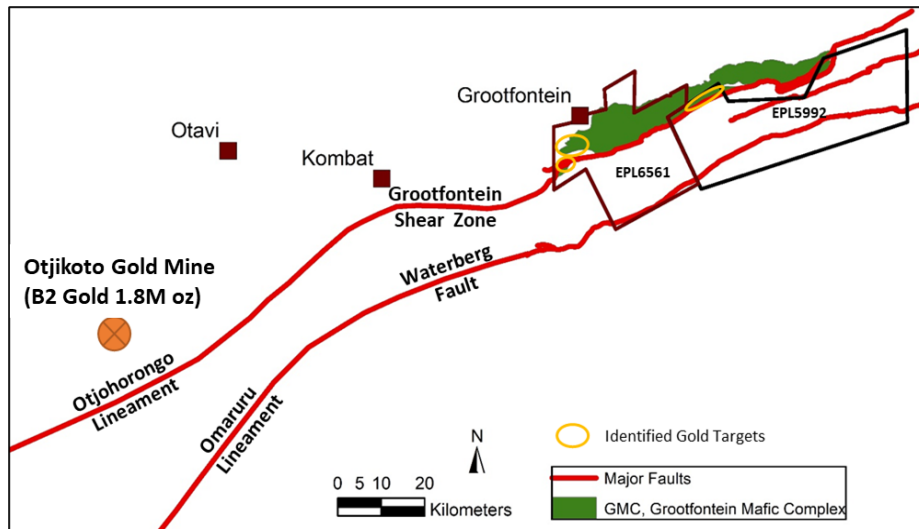 Grootfontein
EPL5992
Otavi
Kombat
EPL6561
Grootfontein
Shear Zone
Otjikoto Gold Mine
(B2 Gold 1.8M oz)
Waterberg
Fault
Otjohorongo
Lineament
Omaruru
Lineament
N
0 5 10 20
Kilometers
Identified Gold Targets
Major Faults
GMC, Grootfontein Mafic Complex